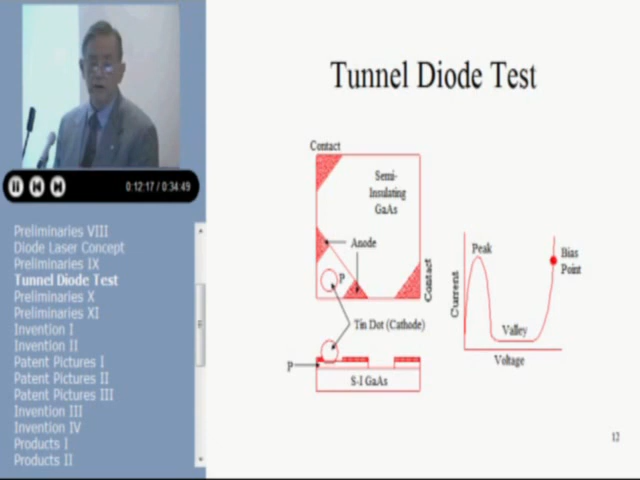 0:12:17 / 0:34:49
Preliminaries VIII
Diode Laser Concept
Preliminaries IX
Tunnel Diode Test
Preliminaries X
Preliminaries XI
Invention I
Invention II
Patent Pictures I
Patent Pictures II
Patent Pictures III
Invention III
Invention IV
Products I
Products II
Tunnel Diode Test
Contact
Semi-
Insulating
GaAs
Anode
P
Contact
Tin Dot (Cathode)
P
S-I GaAs
Current
Peak
Bias
Point
Valley
Voltage
12